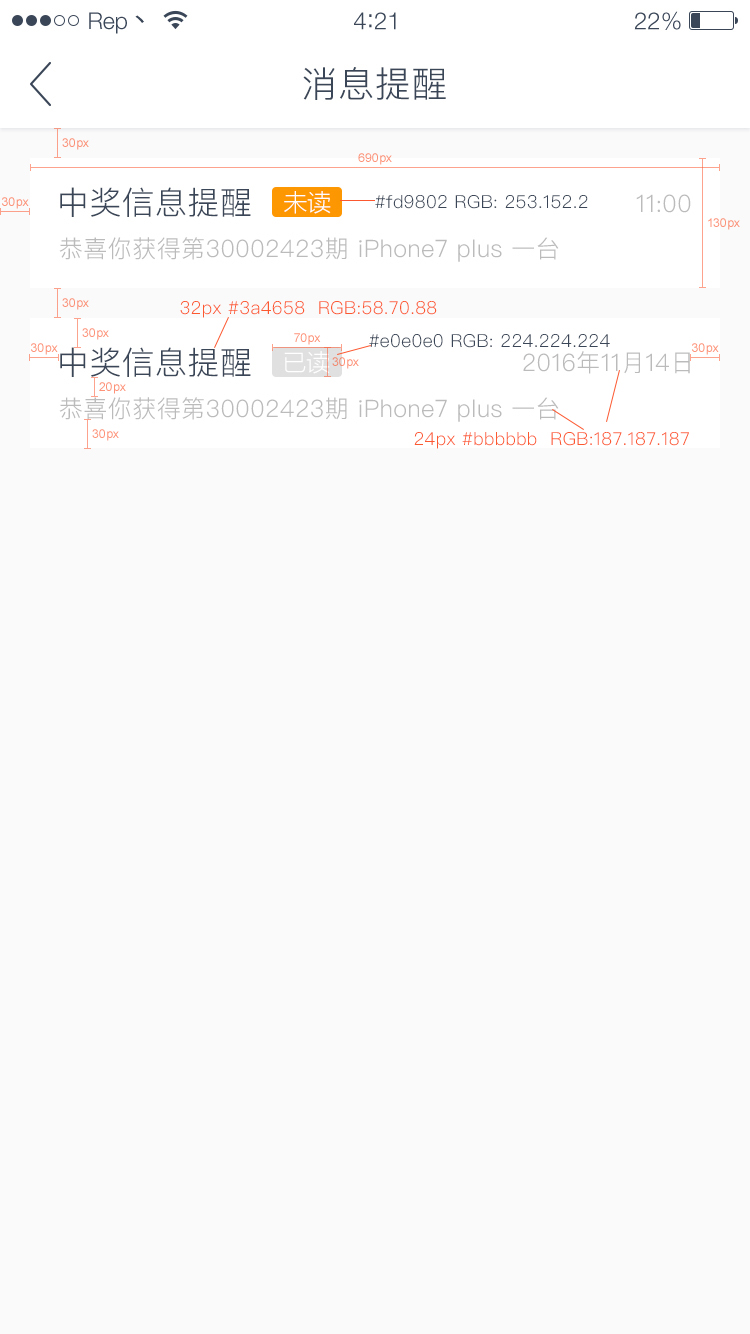 Rep 4:21 22%
消息提醒
30px
690px
30px
中奖信息提醒 未读 #fd9802 RGB: 253.152.2 11:00
130px
恭喜你获得第30002423期 iPhone7 plus 一台
30px
32px #3a4658 RGB:58.70.88
30px 70px #e0e0e0 RGB: 224.224.224
30px 30px
中奖信息提醒 已读 30px 2016年11月14日
20px
恭喜你获得第30002423期 iPhone7 plus 一台
30px 24px #bbbbbb RGB:187.187.187